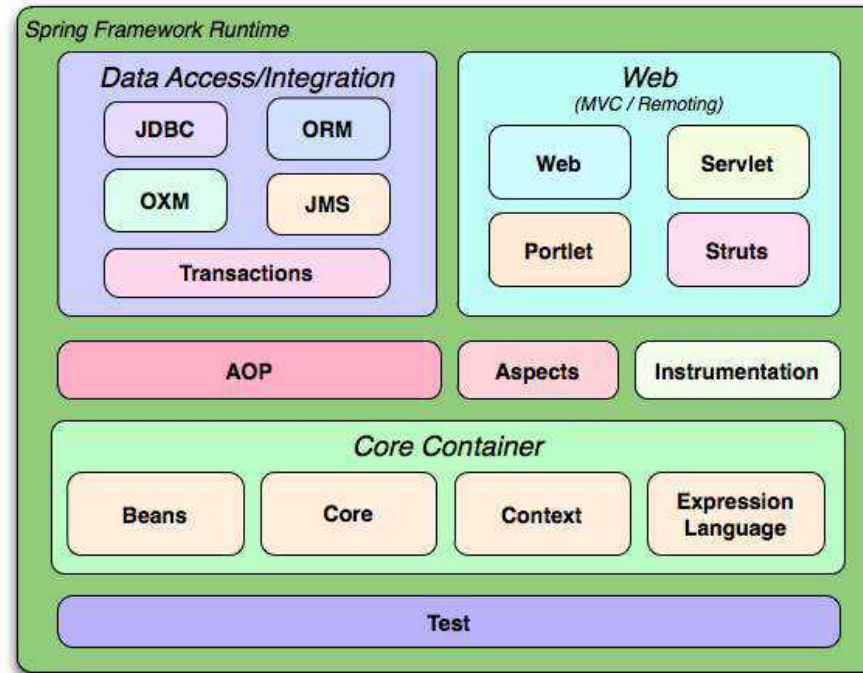 Spring Framework Runtime
Data Access/Integration
JDBC
ORM
OXM
JMS
Transactions
Web
(MVC / Remoting)
Web
Servlet
Portlet
Struts
AOP
Aspects
Instrumentation
Core Container
Beans
Core
Context
Expression
Language
Test